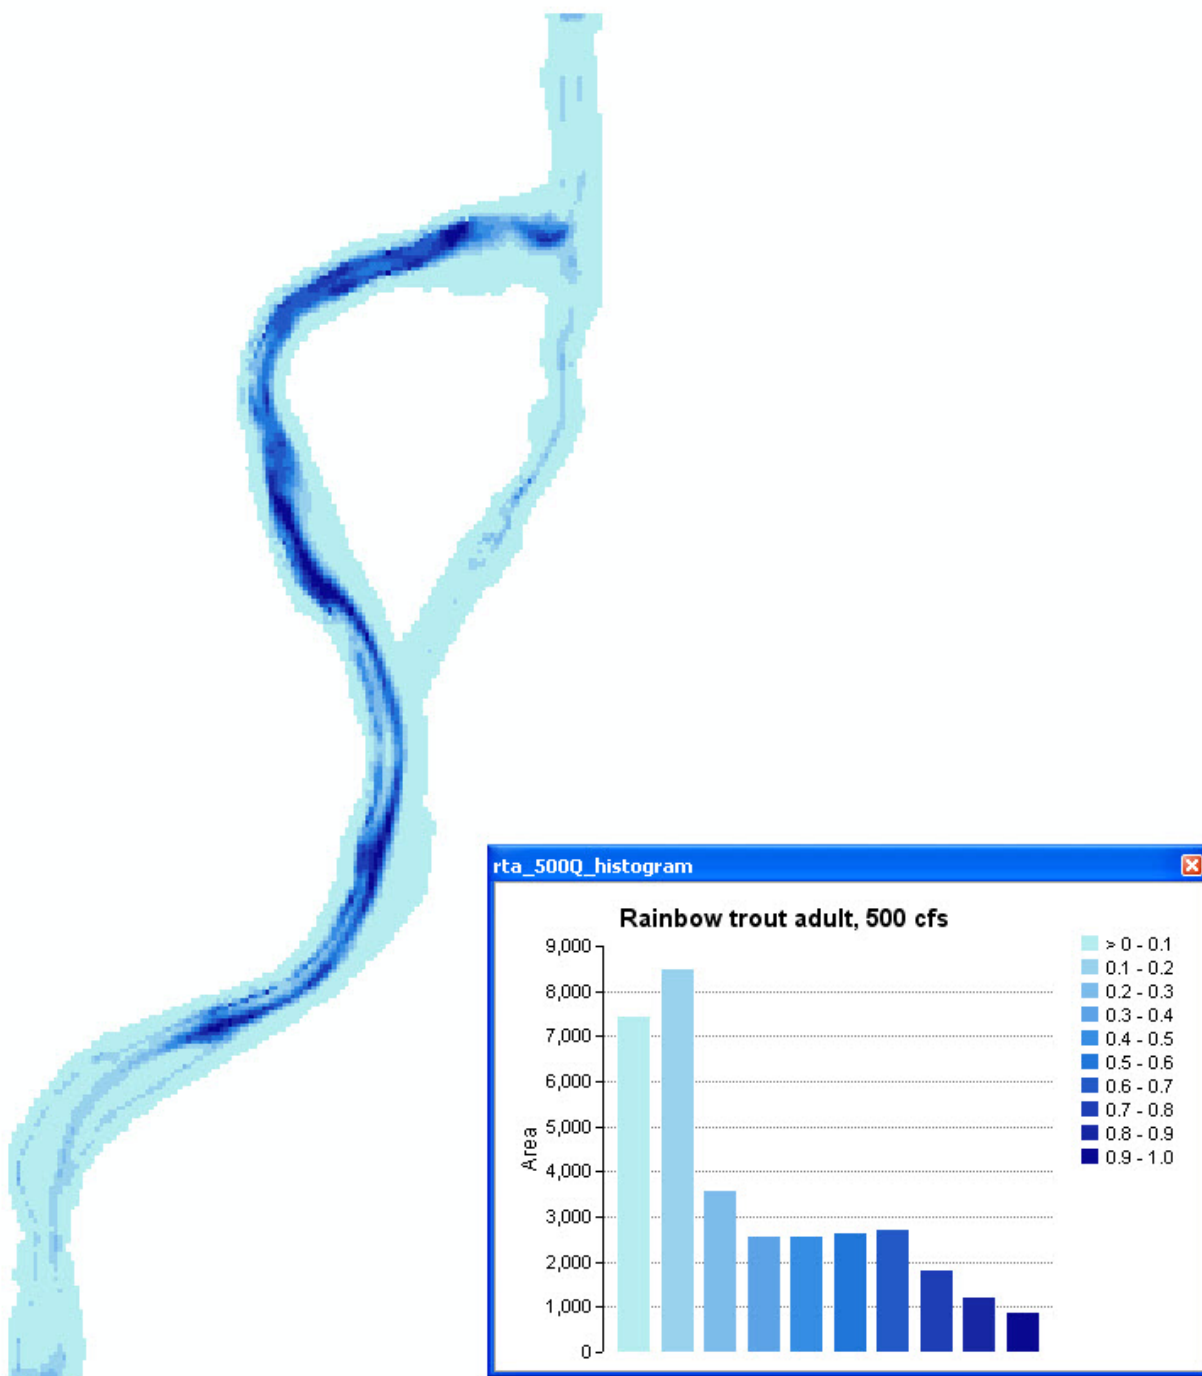 rta_500Q_histogram
Rainbow trout adult, 500 cfs
9,000
8,000
7,000
6,000
5,000
4,000
3,000
2,000
1,000
0
Area
> 0 - 0.1
0.1 - 0.2
0.2 - 0.3
0.3 - 0.4
0.4 - 0.5
0.5 - 0.6
0.6 - 0.7
0.7 - 0.8
0.8 - 0.9
0.9 - 1.0